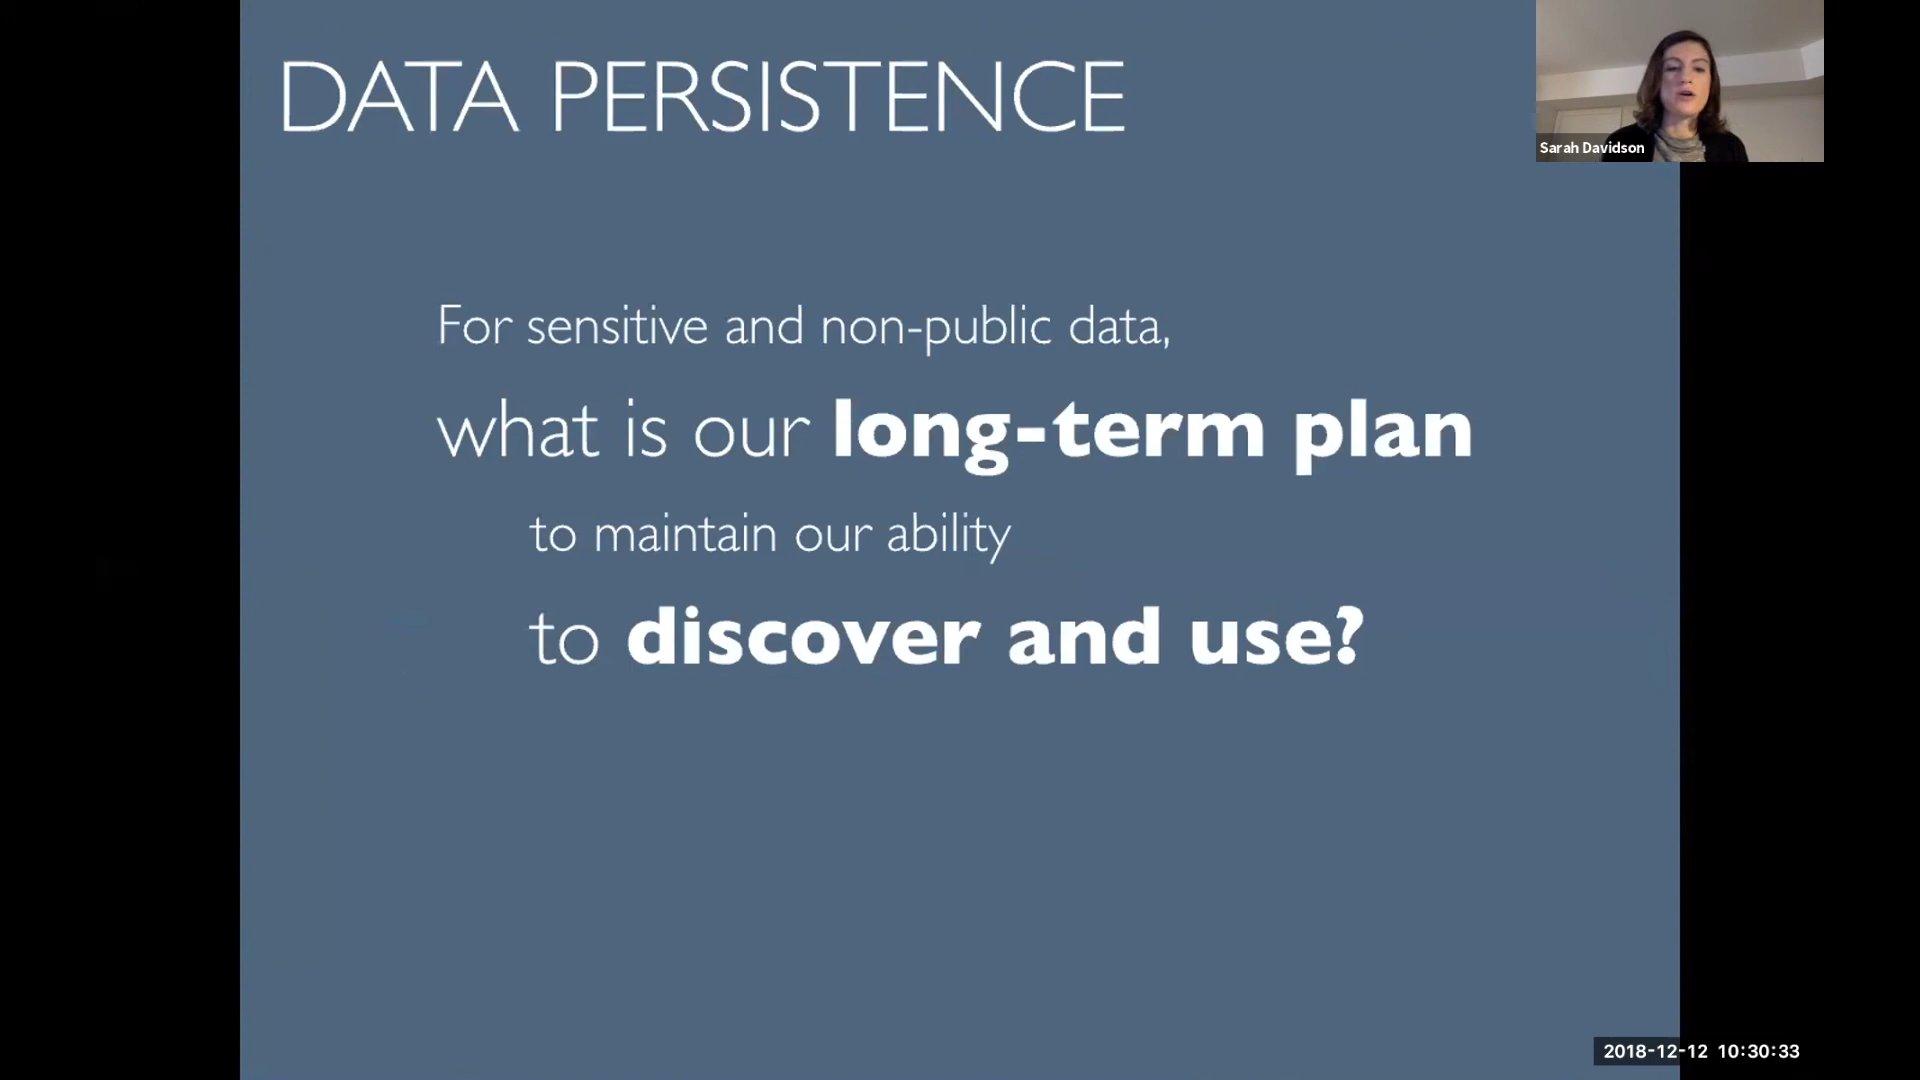 DATA PERSISTENCE
Sarah Davidson
For sensitive and non-public data,
what is our long-term plan
to maintain our ability
to discover and use?
2018-12-12 10:30:33